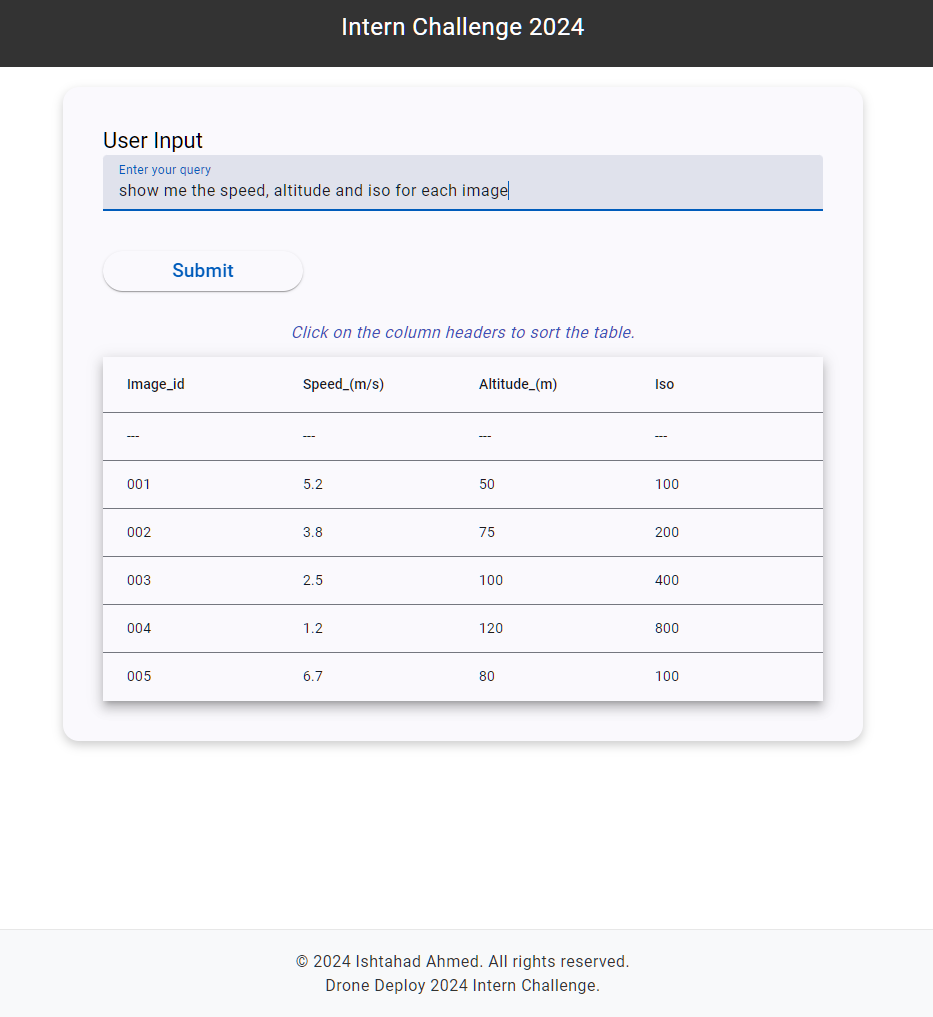 Intern Challenge 2024
User Input
Enter your query
show me the speed, altitude and iso for each image
Submit
Click on the column headers to sort the table.
Image_id Speed_(m/s) Altitude_(m) Iso
--- --- --- ---
001 5.2 50 100
002 3.8 75 200
003 2.5 100 400
004 1.2 120 800
005 6.7 80 100
© 2024 Ishtahad Ahmed. All rights reserved.
Drone Deploy 2024 Intern Challenge.